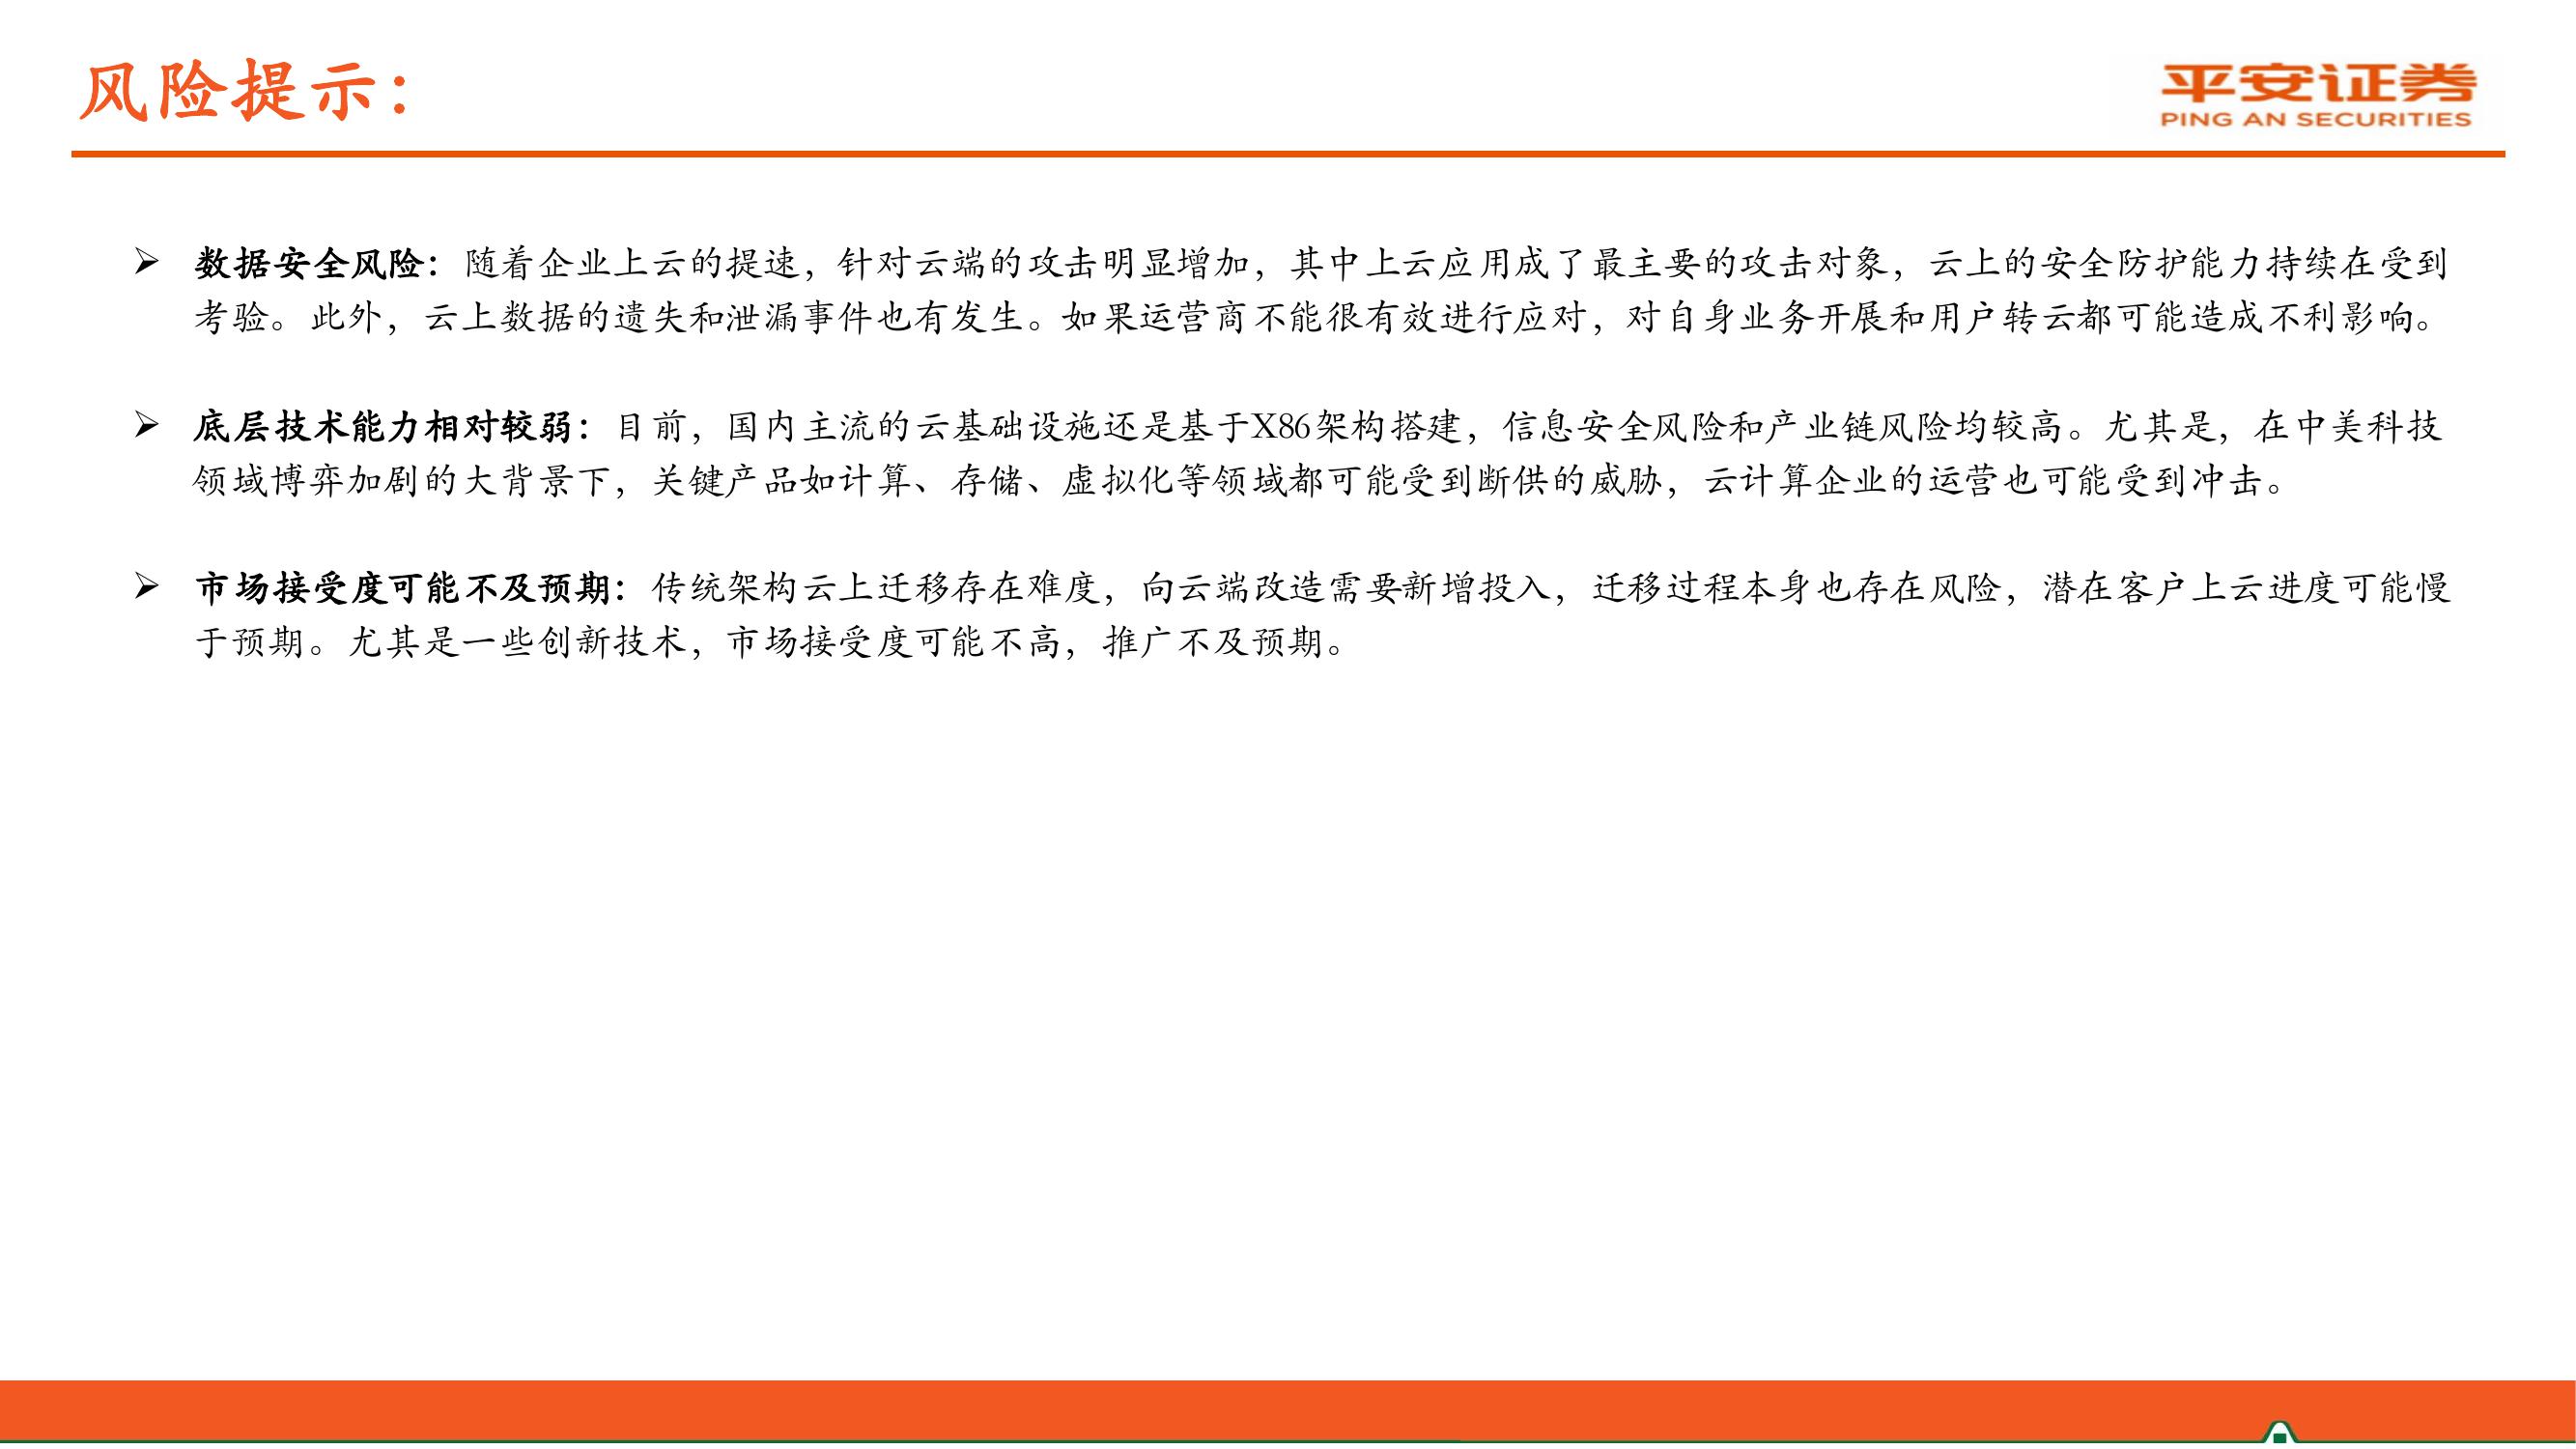 风险提示：
平安证券
PING AN SECURITIES
➢ 数据安全风险：随着企业上云的提速，针对云端的攻击明显增加，其中上云应用成了最主要的攻击对象，云上的安全防护能力持续在受到
考验。此外，云上数据的遗失和泄漏事件也有发生。如果运营商不能很有效进行应对，对自身业务开展和用户转云都可能造成不利影响。
➢ 底层技术能力相对较弱：目前，国内主流的云基础设施还是基于X86架构搭建，信息安全风险和产业链风险均较高。尤其是，在中美科技
领域博弈加剧的大背景下，关键产品如计算、存储、虚拟化等领域都可能受到断供的威胁，云计算企业的运营也可能受到冲击。
➢ 市场接受度可能不及预期：传统架构云上迁移存在难度，向云端改造需要新增投入，迁移过程本身也存在风险，潜在客户上云进度可能慢
于预期。尤其是一些创新技术，市场接受度可能不高，推广不及预期。